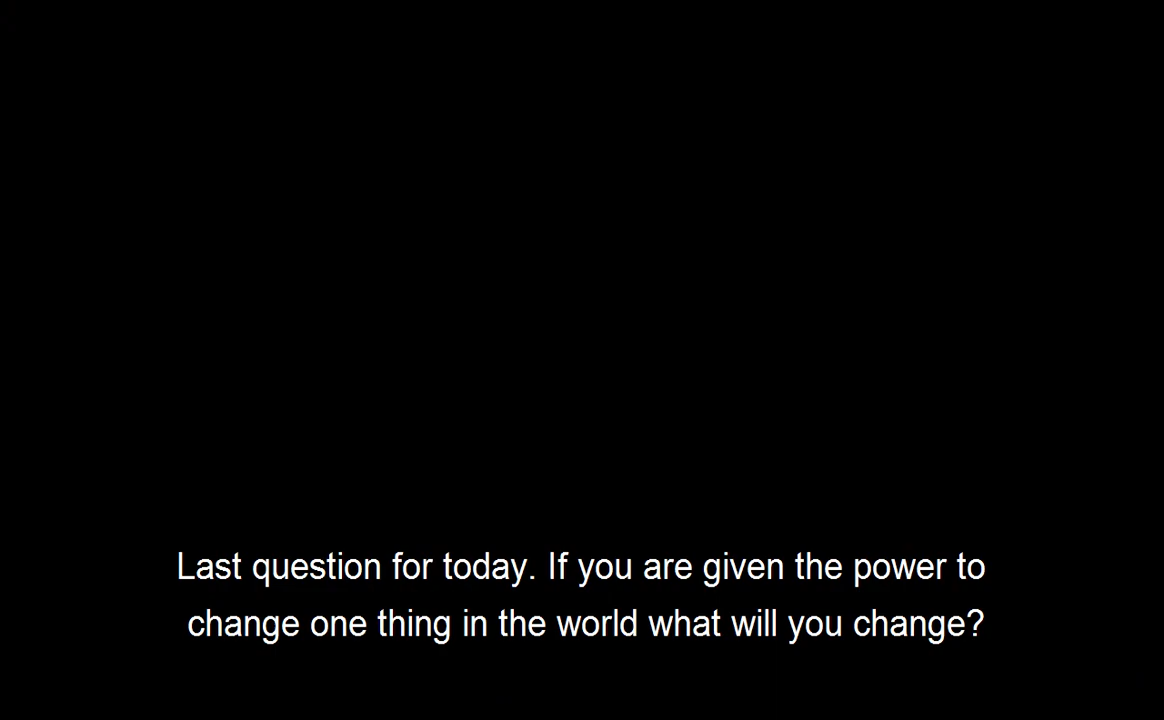 Last question for today. If you are given the power to
change one thing in the world what will you change?